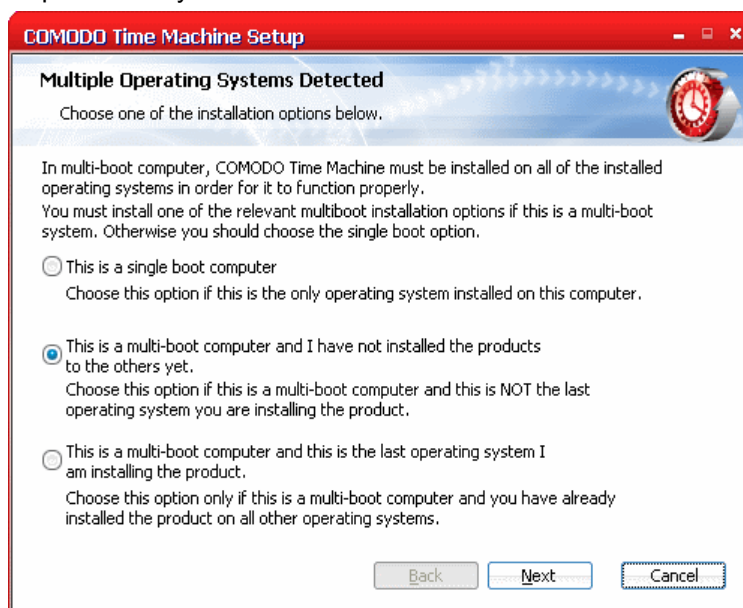 COMODO Time Machine Setup
Multiple Operating Systems Detected
Choose one of the installation options below.
In multi-boot computer, COMODO Time Machine must be installed on all of the installed
operating systems in order for it to function properly.
You must install one of the relevant multiboot installation options if this is a multi-boot
system. Otherwise you should choose the single boot option.
This is a single boot computer
Choose this option if this is the only operating system installed on this computer.
This is a multi-boot computer and I have not installed the products
to the others yet.
Choose this option if this is a multi-boot computer and this is NOT the last
operating system you are installing the product.
This is a multi-boot computer and this is the last operating system I
am installing the product.
Choose this option only if this is a multi-boot computer and you have already
installed the product on all other operating systems.
Back Next Cancel